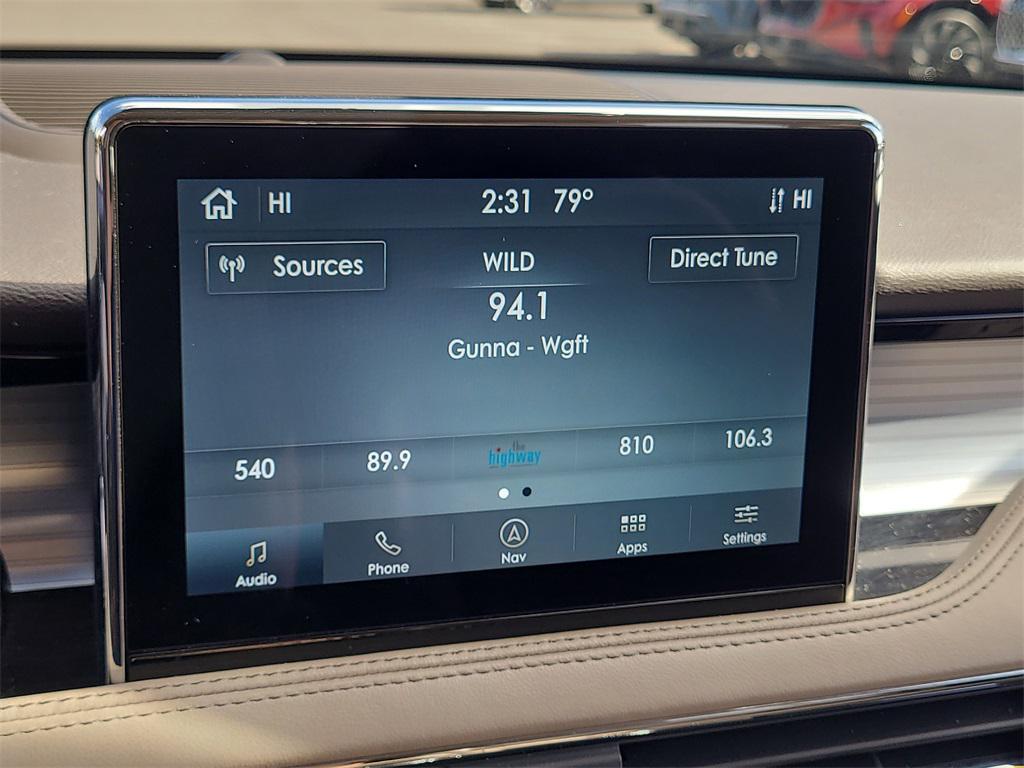 HI 2:31 79° HI
Sources WILD Direct Tune
94.1
Gunna - Wgft
540 89.9 the highway 810 106.3
Audio Phone Nav Apps Settings